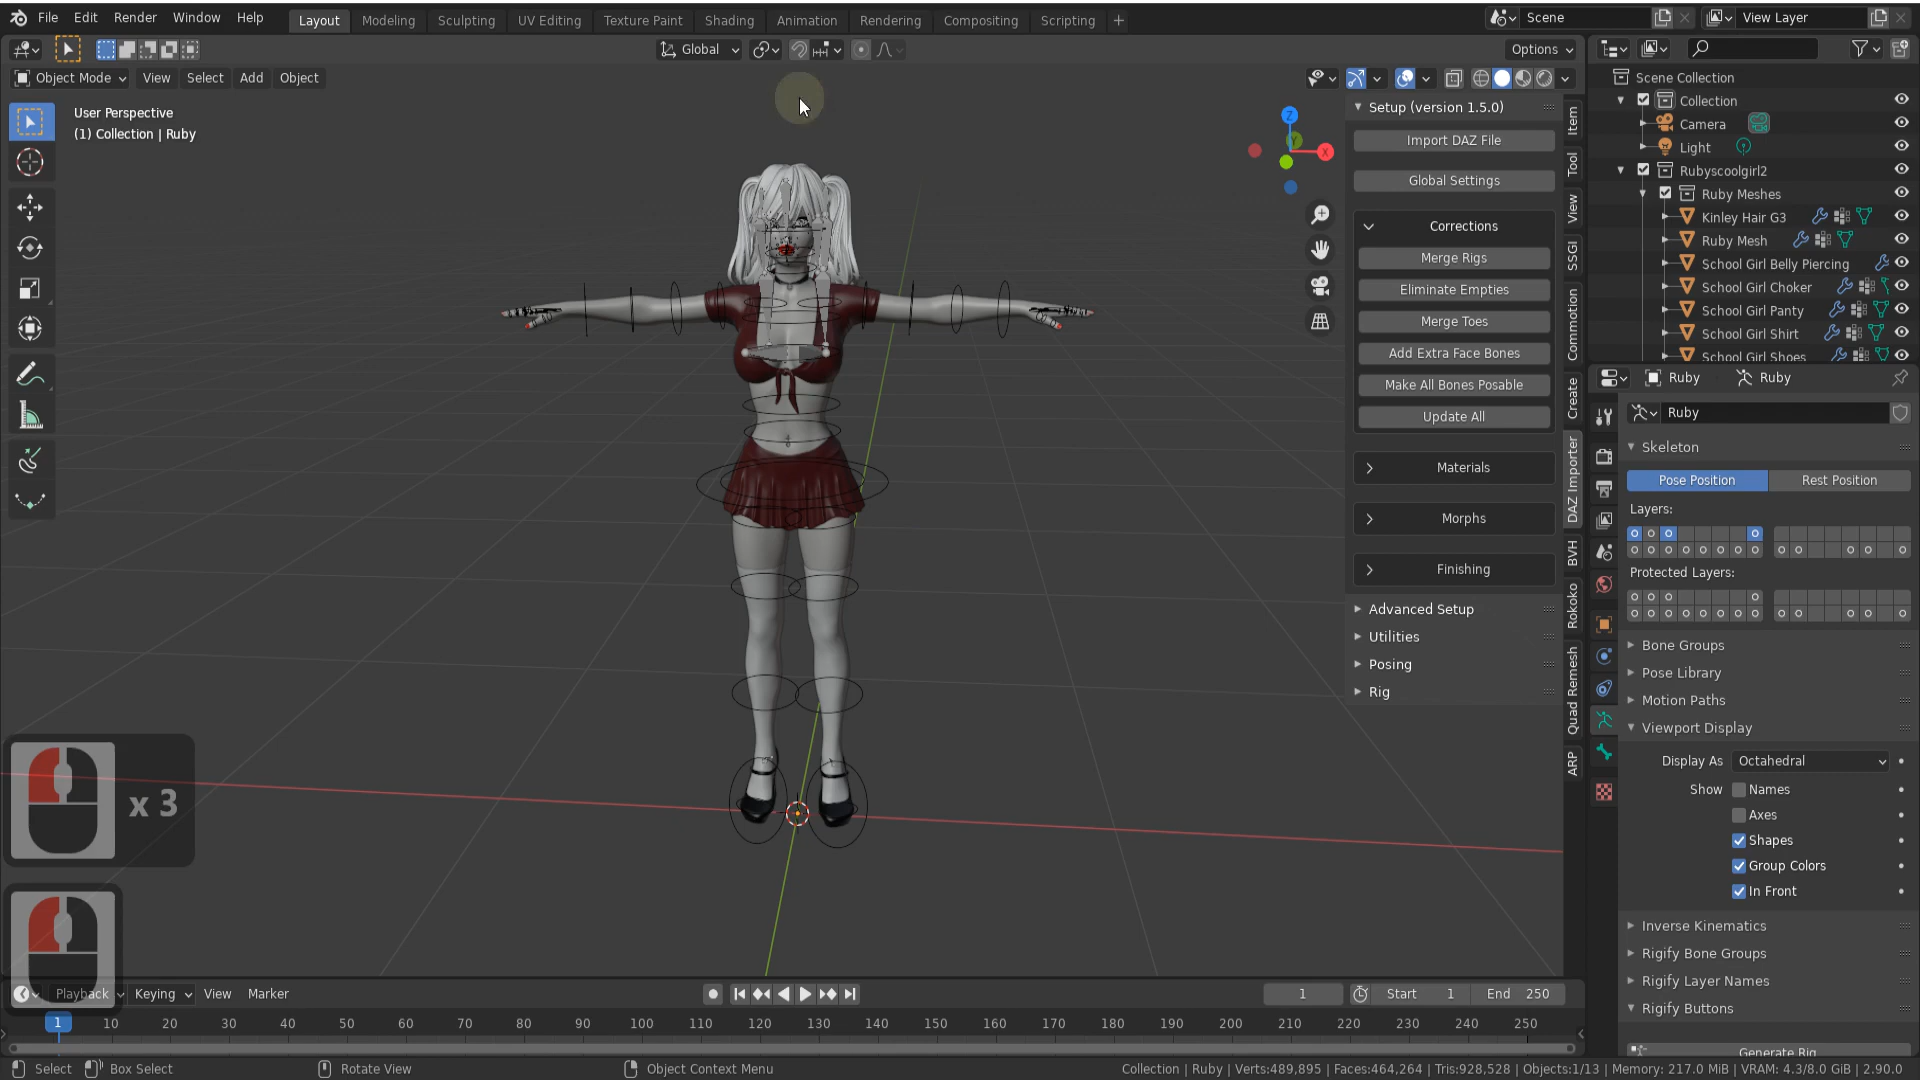 File Edit Render Window Help
Layout Modeling Sculpting UV Editing Texture Paint Shading Animation Rendering Compositing Scripting +
Scene
View Layer
Global
Options
Object Mode View Select Add Object
User Perspective
(1) Collection | Ruby
Z
Y
X
Setup (version 1.5.0)
Import DAZ File
Global Settings
Corrections
Merge Rigs
Eliminate Empties
Merge Toes
Add Extra Face Bones
Make All Bones Posable
Update All
Materials
Morphs
Finishing
Advanced Setup
Utilities
Posing
Rig
Item
Tool
View
SSGI
Commotion
Create
DAZ Importer
BVH
Rokoko
Quad Remesh
ARP
Scene Collection
Collection
Camera
Light
Rubyscoolgirl2
Ruby Meshes
Kinley Hair G3
Ruby Mesh
School Girl Belly Piercing
School Girl Choker
School Girl Panty
School Girl Shirt
School Girl Shoes
Ruby Ruby
Ruby
Skeleton
Pose Position Rest Position
Layers:
Protected Layers:
Bone Groups
Pose Library
Motion Paths
Viewport Display
Display As Octahedral
Show Names
Axes
Shapes
Group Colors
In Front
Inverse Kinematics
Rigify Bone Groups
Rigify Layer Names
Rigify Buttons
Generate Rig
x 3
Playback Keying View Marker
1 Start 1 End 250
1 10 20 30 40 50 60 70 80 90 100 110 120 130 140 150 160 170 180 190 200 210 220 230 240 250
Select Box Select Rotate View Object Context Menu
Collection | Ruby | Verts:489,895 | Faces:464,264 | Tris:928,528 | Objects:1/13 | Memory: 217.0 MiB | VRAM: 4.3/8.0 GiB | 2.90.0